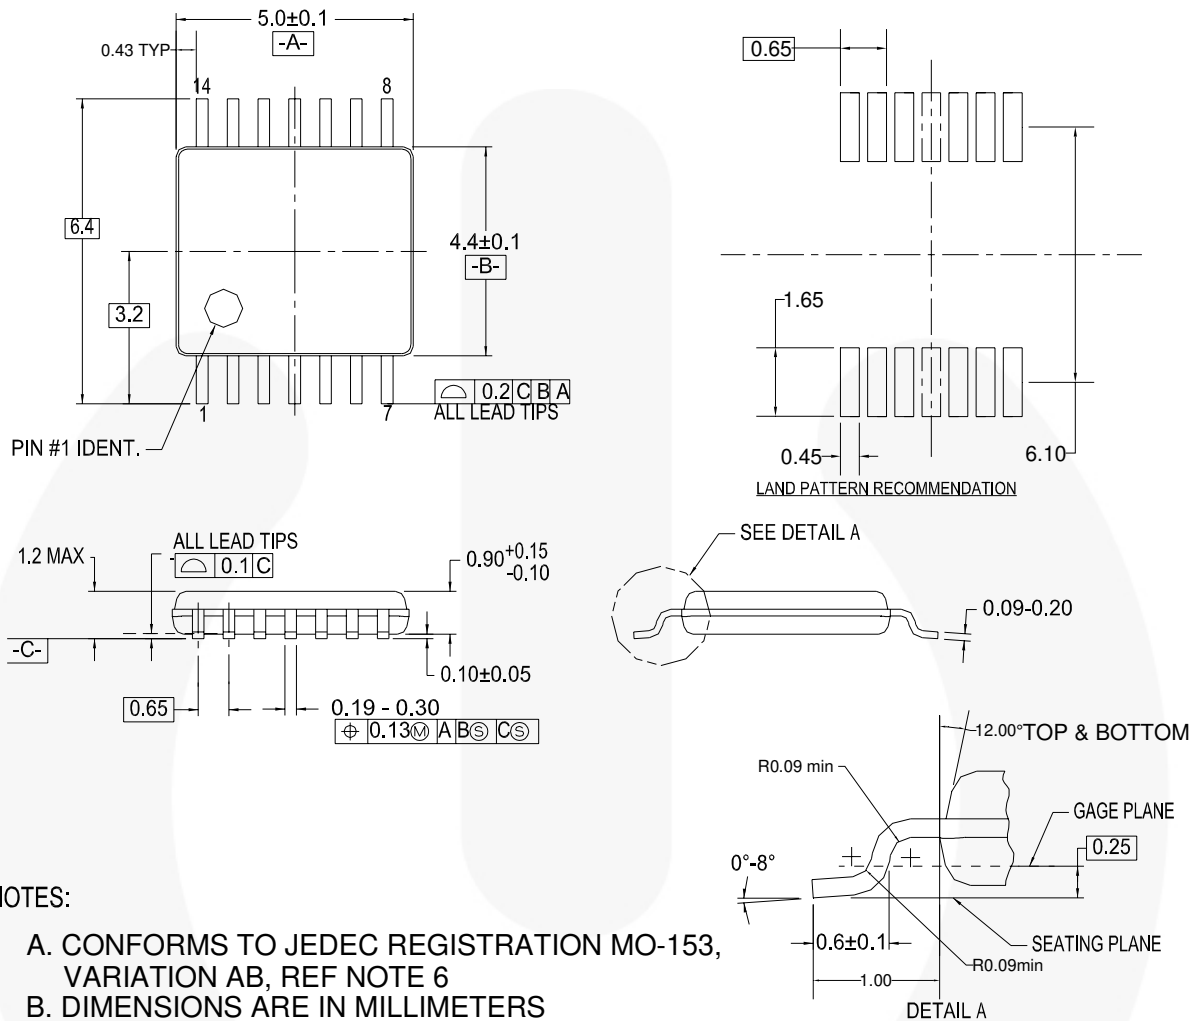 5.0±0.1
-A-
0.43 TYP
14
8
6.4
3.2
4.4±0.1
-B-
0.2 C B A
ALL LEAD TIPS
1
7
PIN #1 IDENT.
0.65
1.65
0.45
6.10
LAND PATTERN RECOMMENDATION
ALL LEAD TIPS
0.1 C
1.2 MAX
0.90+0.15
-0.10
-C-
0.10±0.05
0.65
0.19 - 0.30
⌖ 0.13Ⓜ A BⓈ CⓈ
SEE DETAIL A
0.09-0.20
12.00° TOP & BOTTOM
R0.09 min
GAGE PLANE
0.25
0°-8°
0.6±0.1
SEATING PLANE
R0.09min
1.00
DETAIL A
NOTES:
A. CONFORMS TO JEDEC REGISTRATION MO-153,
VARIATION AB, REF NOTE 6
B. DIMENSIONS ARE IN MILLIMETERS